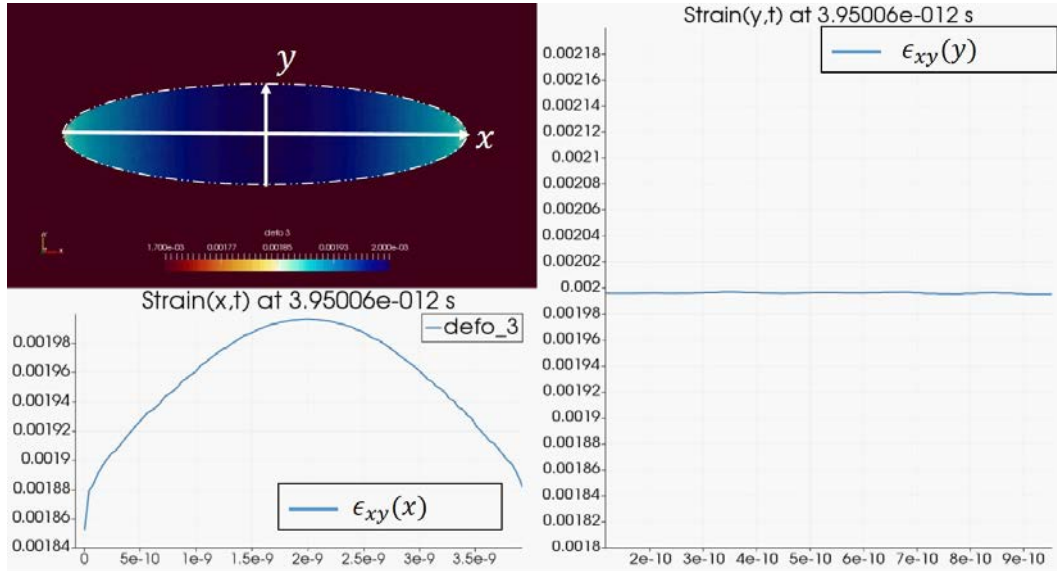 y
x
defo 3
1.700e-03 0.00177 0.00185 0.00193 2.000e-03
Strain(x,t) at 3.95006e-012 s
defo_3
0.00198
0.00196
0.00194
0.00192
0.0019
0.00188
0.00186
0.00184
ϵxy(x)
0 5e-10 1e-9 1.5e-9 2e-9 2.5e-9 3e-9 3.5e-9
Strain(y,t) at 3.95006e-012 s
ϵxy(y)
0.00218
0.00216
0.00214
0.00212
0.0021
0.00208
0.00206
0.00204
0.00202
0.002
0.00198
0.00196
0.00194
0.00192
0.0019
0.00188
0.00186
0.00184
0.00182
0.0018
2e-10 3e-10 4e-10 5e-10 6e-10 7e-10 8e-10 9e-10